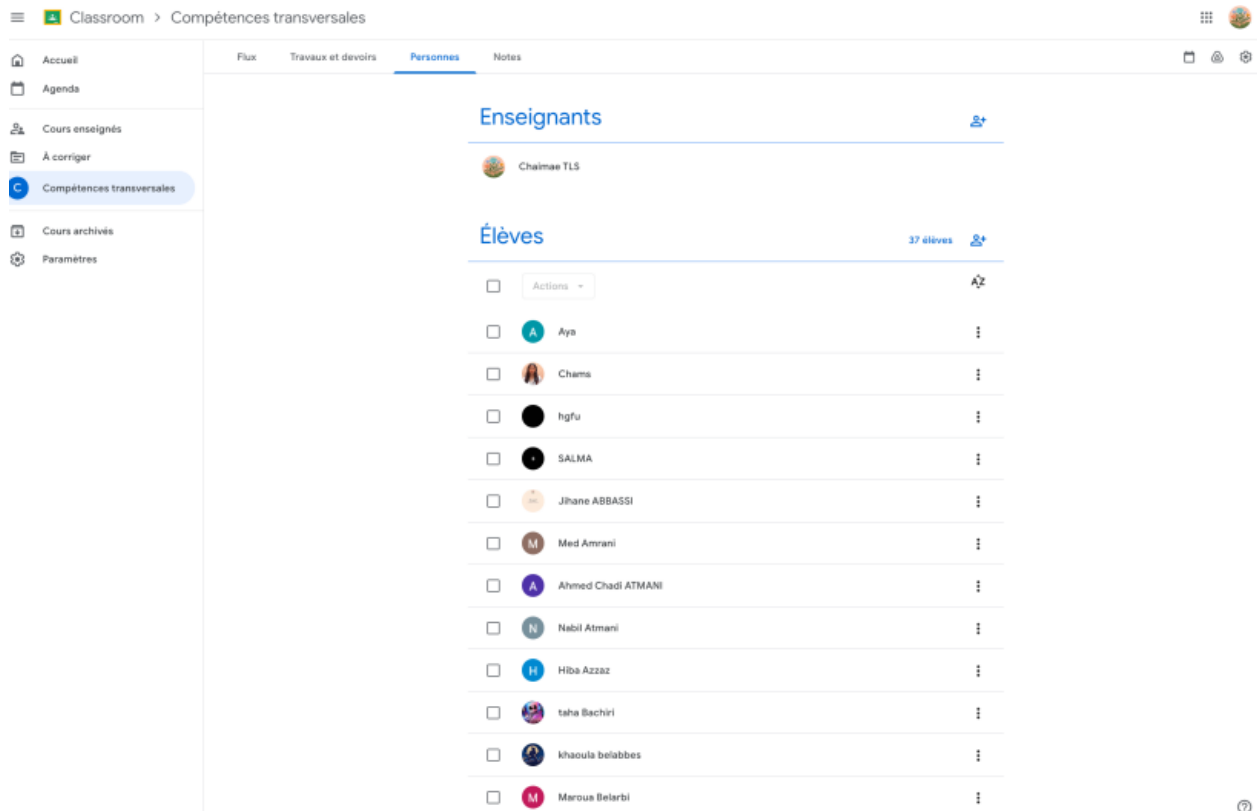 Classroom > Compétences transversales
Accueil
Agenda
Cours enseignés
À corriger
C Compétences transversales
Cours archivés
Paramètres
Flux Travaux et devoirs Personnes Notes
Enseignants
Chaimae TLS
Élèves 37 élèves
Actions AZ
A Aya
Chams
hgfu
SALMA
Jihane ABBASSI
M Med Amrani
A Ahmed Chadi ATMANI
N Nabil Atmani
H Hiba Azzaz
taha Bachiri
khaoula belabbes
M Maroua Belarbi